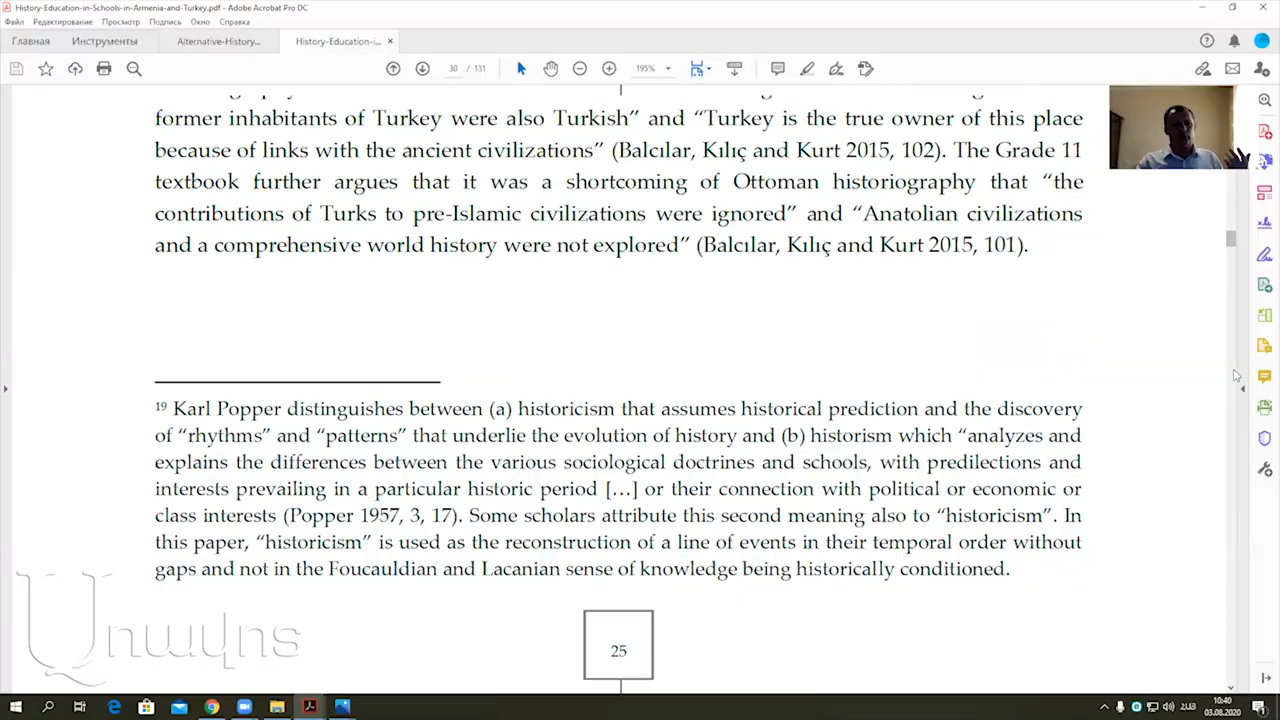 History-Education-in-Schools-in-Armenia-and-Turkey.pdf - Adobe Acrobat Pro DC
Файл Редактирование Просмотр Подпись Окно Справка
Главная Инструменты Alternative-History... History-Education-i... ×
30 / 131 195%
former inhabitants of Turkey were also Turkish” and “Turkey is the true owner of this place
because of links with the ancient civilizations” (Balcılar, Kılıç and Kurt 2015, 102). The Grade 11
textbook further argues that it was a shortcoming of Ottoman historiography that “the
contributions of Turks to pre-Islamic civilizations were ignored” and “Anatolian civilizations
and a comprehensive world history were not explored” (Balcılar, Kılıç and Kurt 2015, 101).
19 Karl Popper distinguishes between (a) historicism that assumes historical prediction and the discovery
of “rhythms” and “patterns” that underlie the evolution of history and (b) historism which “analyzes and
explains the differences between the various sociological doctrines and schools, with predilections and
interests prevailing in a particular historic period […] or their connection with political or economic or
class interests (Popper 1957, 3, 17). Some scholars attribute this second meaning also to “historicism”. In
this paper, “historicism” is used as the reconstruction of a line of events in their temporal order without
gaps and not in the Foucauldian and Lacanian sense of knowledge being historically conditioned.
Առավոտ
25
10:40
03.08.2020